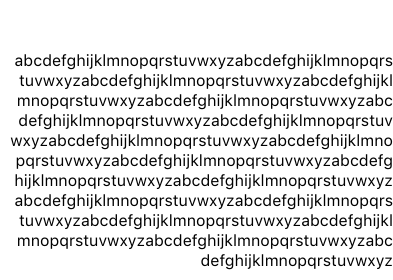 abcdefghijklmnopqrstuvwxyzabcdefghijklmnopqrs
tuvwxyzabcdefghijklmnopqrstuvwxyzabcdefghijkl
mnopqrstuvwxyzabcdefghijklmnopqrstuvwxyzabc
defghijklmnopqrstuvwxyzabcdefghijklmnopqrstuv
wxyzabcdefghijklmnopqrstuvwxyzabcdefghijklmno
pqrstuvwxyzabcdefghijklmnopqrstuvwxyzabcdefg
hijklmnopqrstuvwxyzabcdefghijklmnopqrstuvwxyz
abcdefghijklmnopqrstuvwxyzabcdefghijklmnopqrs
tuvwxyzabcdefghijklmnopqrstuvwxyzabcdefghijkl
mnopqrstuvwxyzabcdefghijklmnopqrstuvwxyzabc
defghijklmnopqrstuvwxyz